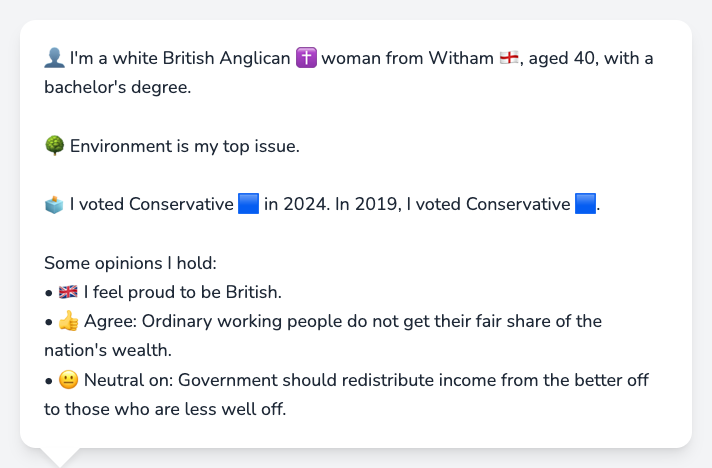 👤 I'm a white British Anglican ✝️ woman from Witham 🏴󠁧󠁢󠁥󠁮󠁧󠁿, aged 40, with a
bachelor's degree.
🌳 Environment is my top issue.
🗳️ I voted Conservative 🟦 in 2024. In 2019, I voted Conservative 🟦.
Some opinions I hold:
• 🇬🇧 I feel proud to be British.
• 👍 Agree: Ordinary working people do not get their fair share of the
nation's wealth.
• 😐 Neutral on: Government should redistribute income from the better off
to those who are less well off.